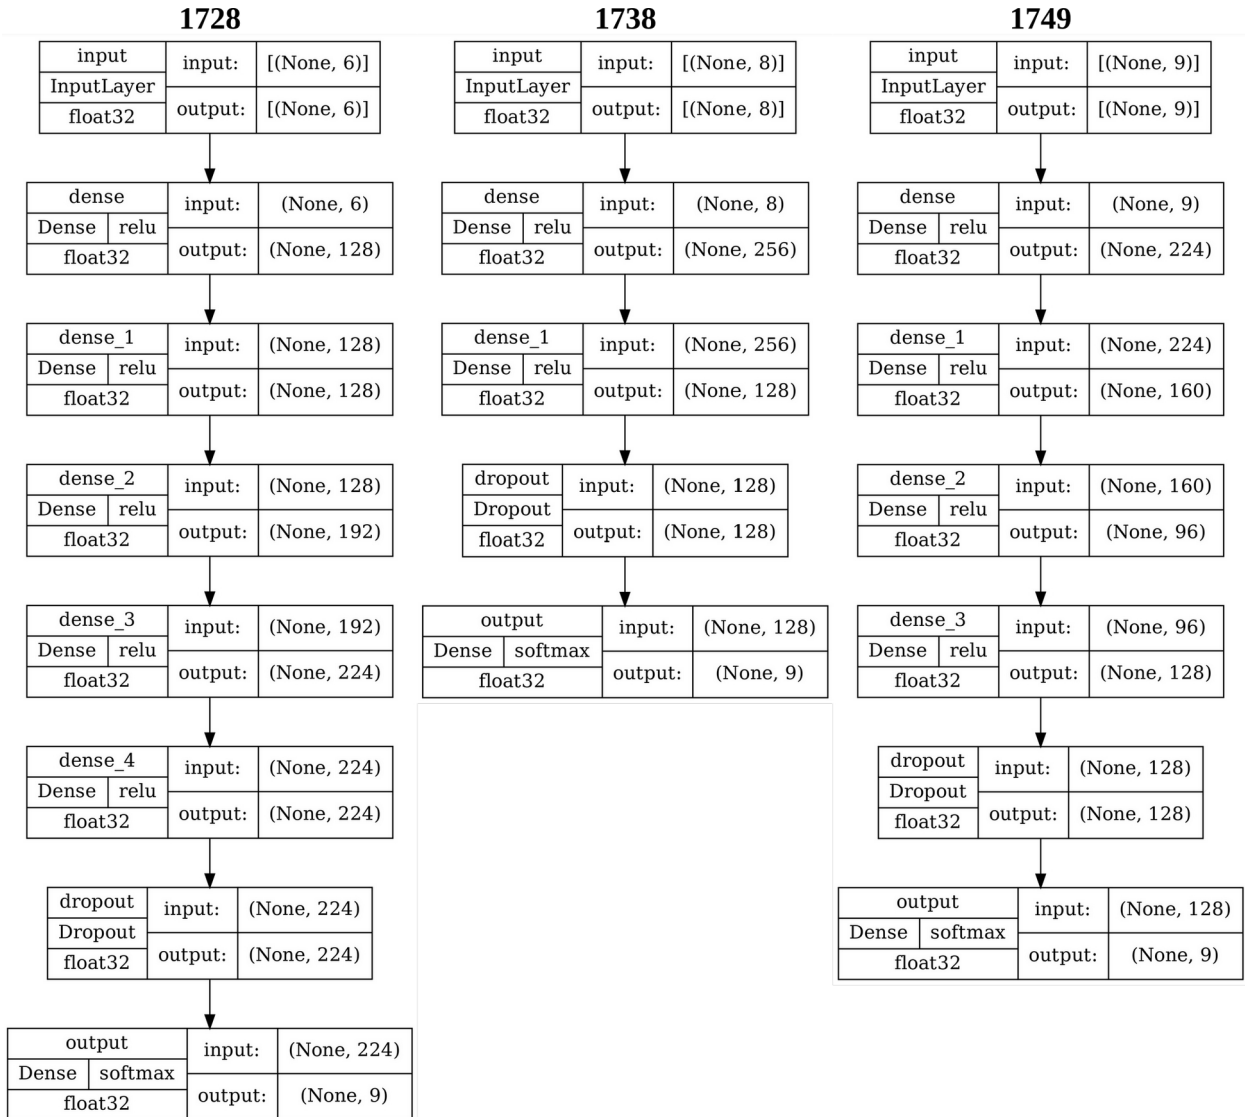 1728
input
InputLayer
float32
input: [(None, 6)]
output: [(None, 6)]
dense
Dense relu
float32
input: (None, 6)
output: (None, 128)
dense_1
Dense relu
float32
input: (None, 128)
output: (None, 128)
dense_2
Dense relu
float32
input: (None, 128)
output: (None, 192)
dense_3
Dense relu
float32
input: (None, 192)
output: (None, 224)
dense_4
Dense relu
float32
input: (None, 224)
output: (None, 224)
dropout
Dropout
float32
input: (None, 224)
output: (None, 224)
output
Dense softmax
float32
input: (None, 224)
output: (None, 9)
1738
input
InputLayer
float32
input: [(None, 8)]
output: [(None, 8)]
dense
Dense relu
float32
input: (None, 8)
output: (None, 256)
dense_1
Dense relu
float32
input: (None, 256)
output: (None, 128)
dropout
Dropout
float32
input: (None, 128)
output: (None, 128)
output
Dense softmax
float32
input: (None, 128)
output: (None, 9)
1749
input
InputLayer
float32
input: [(None, 9)]
output: [(None, 9)]
dense
Dense relu
float32
input: (None, 9)
output: (None, 224)
dense_1
Dense relu
float32
input: (None, 224)
output: (None, 160)
dense_2
Dense relu
float32
input: (None, 160)
output: (None, 96)
dense_3
Dense relu
float32
input: (None, 96)
output: (None, 128)
dropout
Dropout
float32
input: (None, 128)
output: (None, 128)
output
Dense softmax
float32
input: (None, 128)
output: (None, 9)